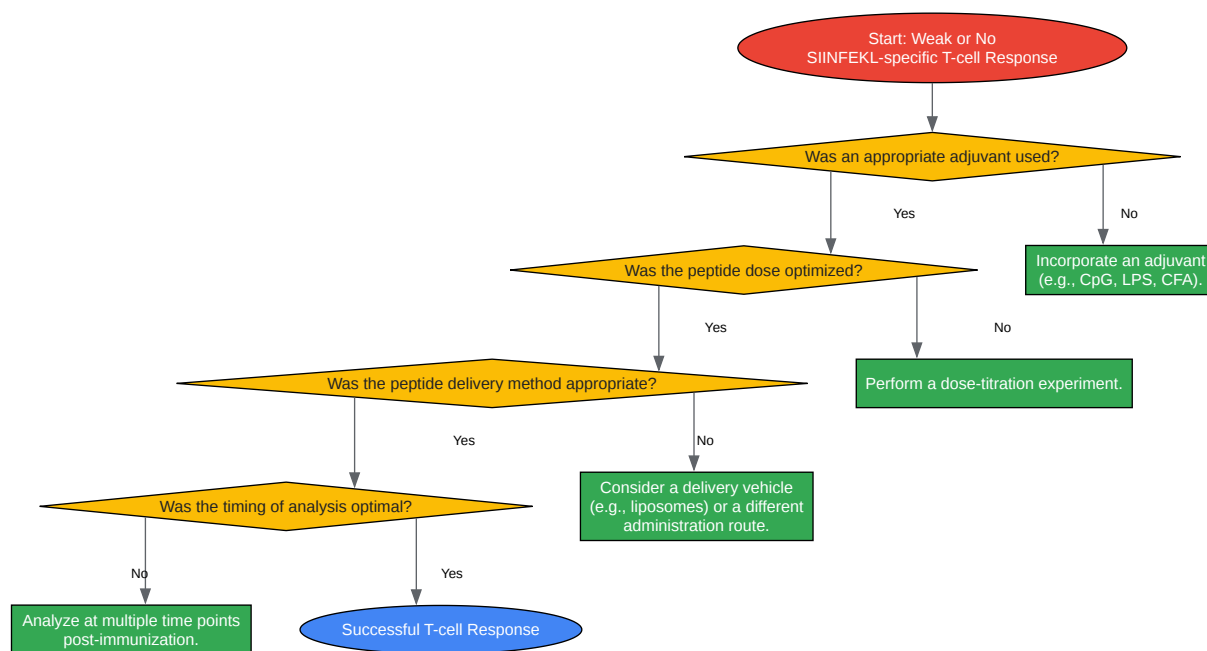 Start: Weak or No
SIINFEKL-specific T-cell Response
Was an appropriate adjuvant used?
Yes
No
Was the peptide dose optimized?
Incorporate an adjuvant
(e.g., CpG, LPS, CFA).
Yes
No
Was the peptide delivery method appropriate?
Perform a dose-titration experiment.
Yes
No
Was the timing of analysis optimal?
Consider a delivery vehicle
(e.g., liposomes) or a different
administration route.
No
Yes
Analyze at multiple time points
post-immunization.
Successful T-cell Response